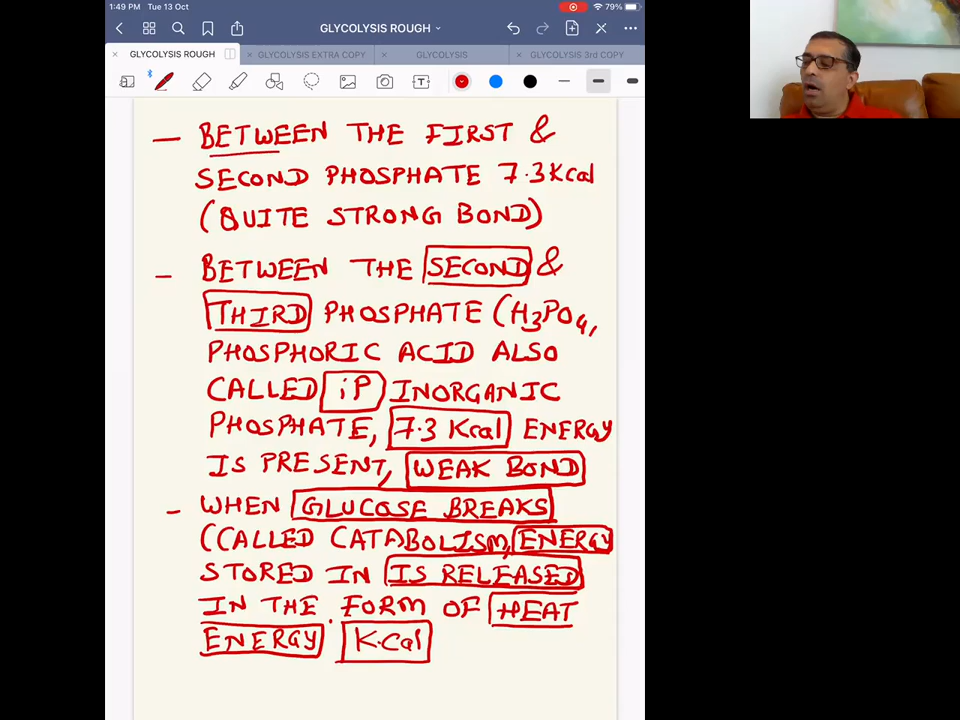 1:49 PM Tue 13 Oct
79%
GLYCOLYSIS ROUGH
GLYCOLYSIS ROUGH
GLYCOLYSIS EXTRA COPY
GLYCOLYSIS
GLYCOLYSIS 3rd COPY
T
— BETWEEN THE FIRST &
SECOND PHOSPHATE 7.3Kcal
(QUITE STRONG BOND)
— BETWEEN THE SECOND &
THIRD PHOSPHATE (H3PO4,
PHOSPHORIC ACID ALSO
CALLED iP INORGANIC
PHOSPHATE, 7.3 Kcal ENERGY
IS PRESENT, WEAK BOND
- WHEN GLUCOSE BREAKS
(CALLED CATABOLISM, ENERGY
STORED IN IS RELEASED
IN THE FORM OF HEAT
ENERGY. K.Cal